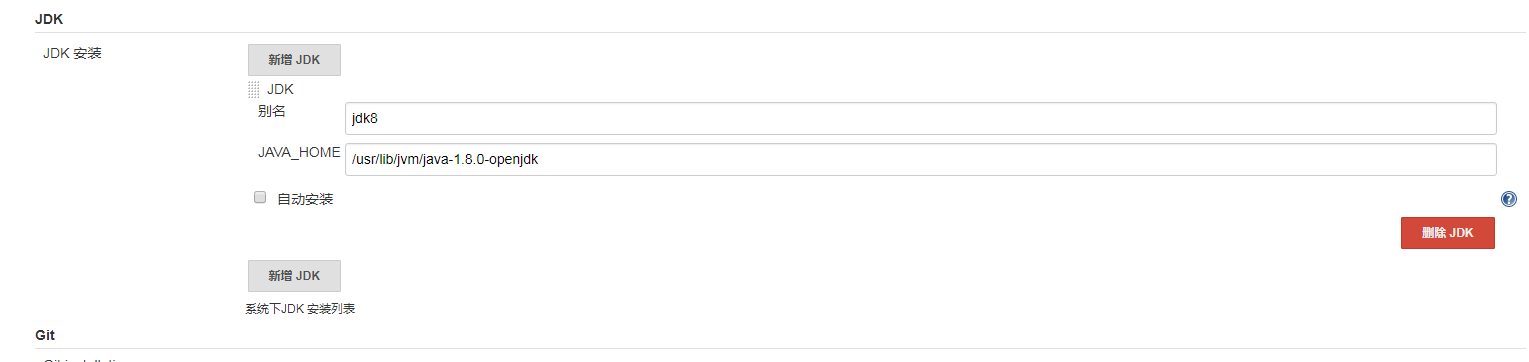 JDK
JDK 安装
新增 JDK
JDK
别名
jdk8
JAVA_HOME
/usr/lib/jvm/java-1.8.0-openjdk
自动安装
?
删除 JDK
新增 JDK
系统下JDK 安装列表
Git